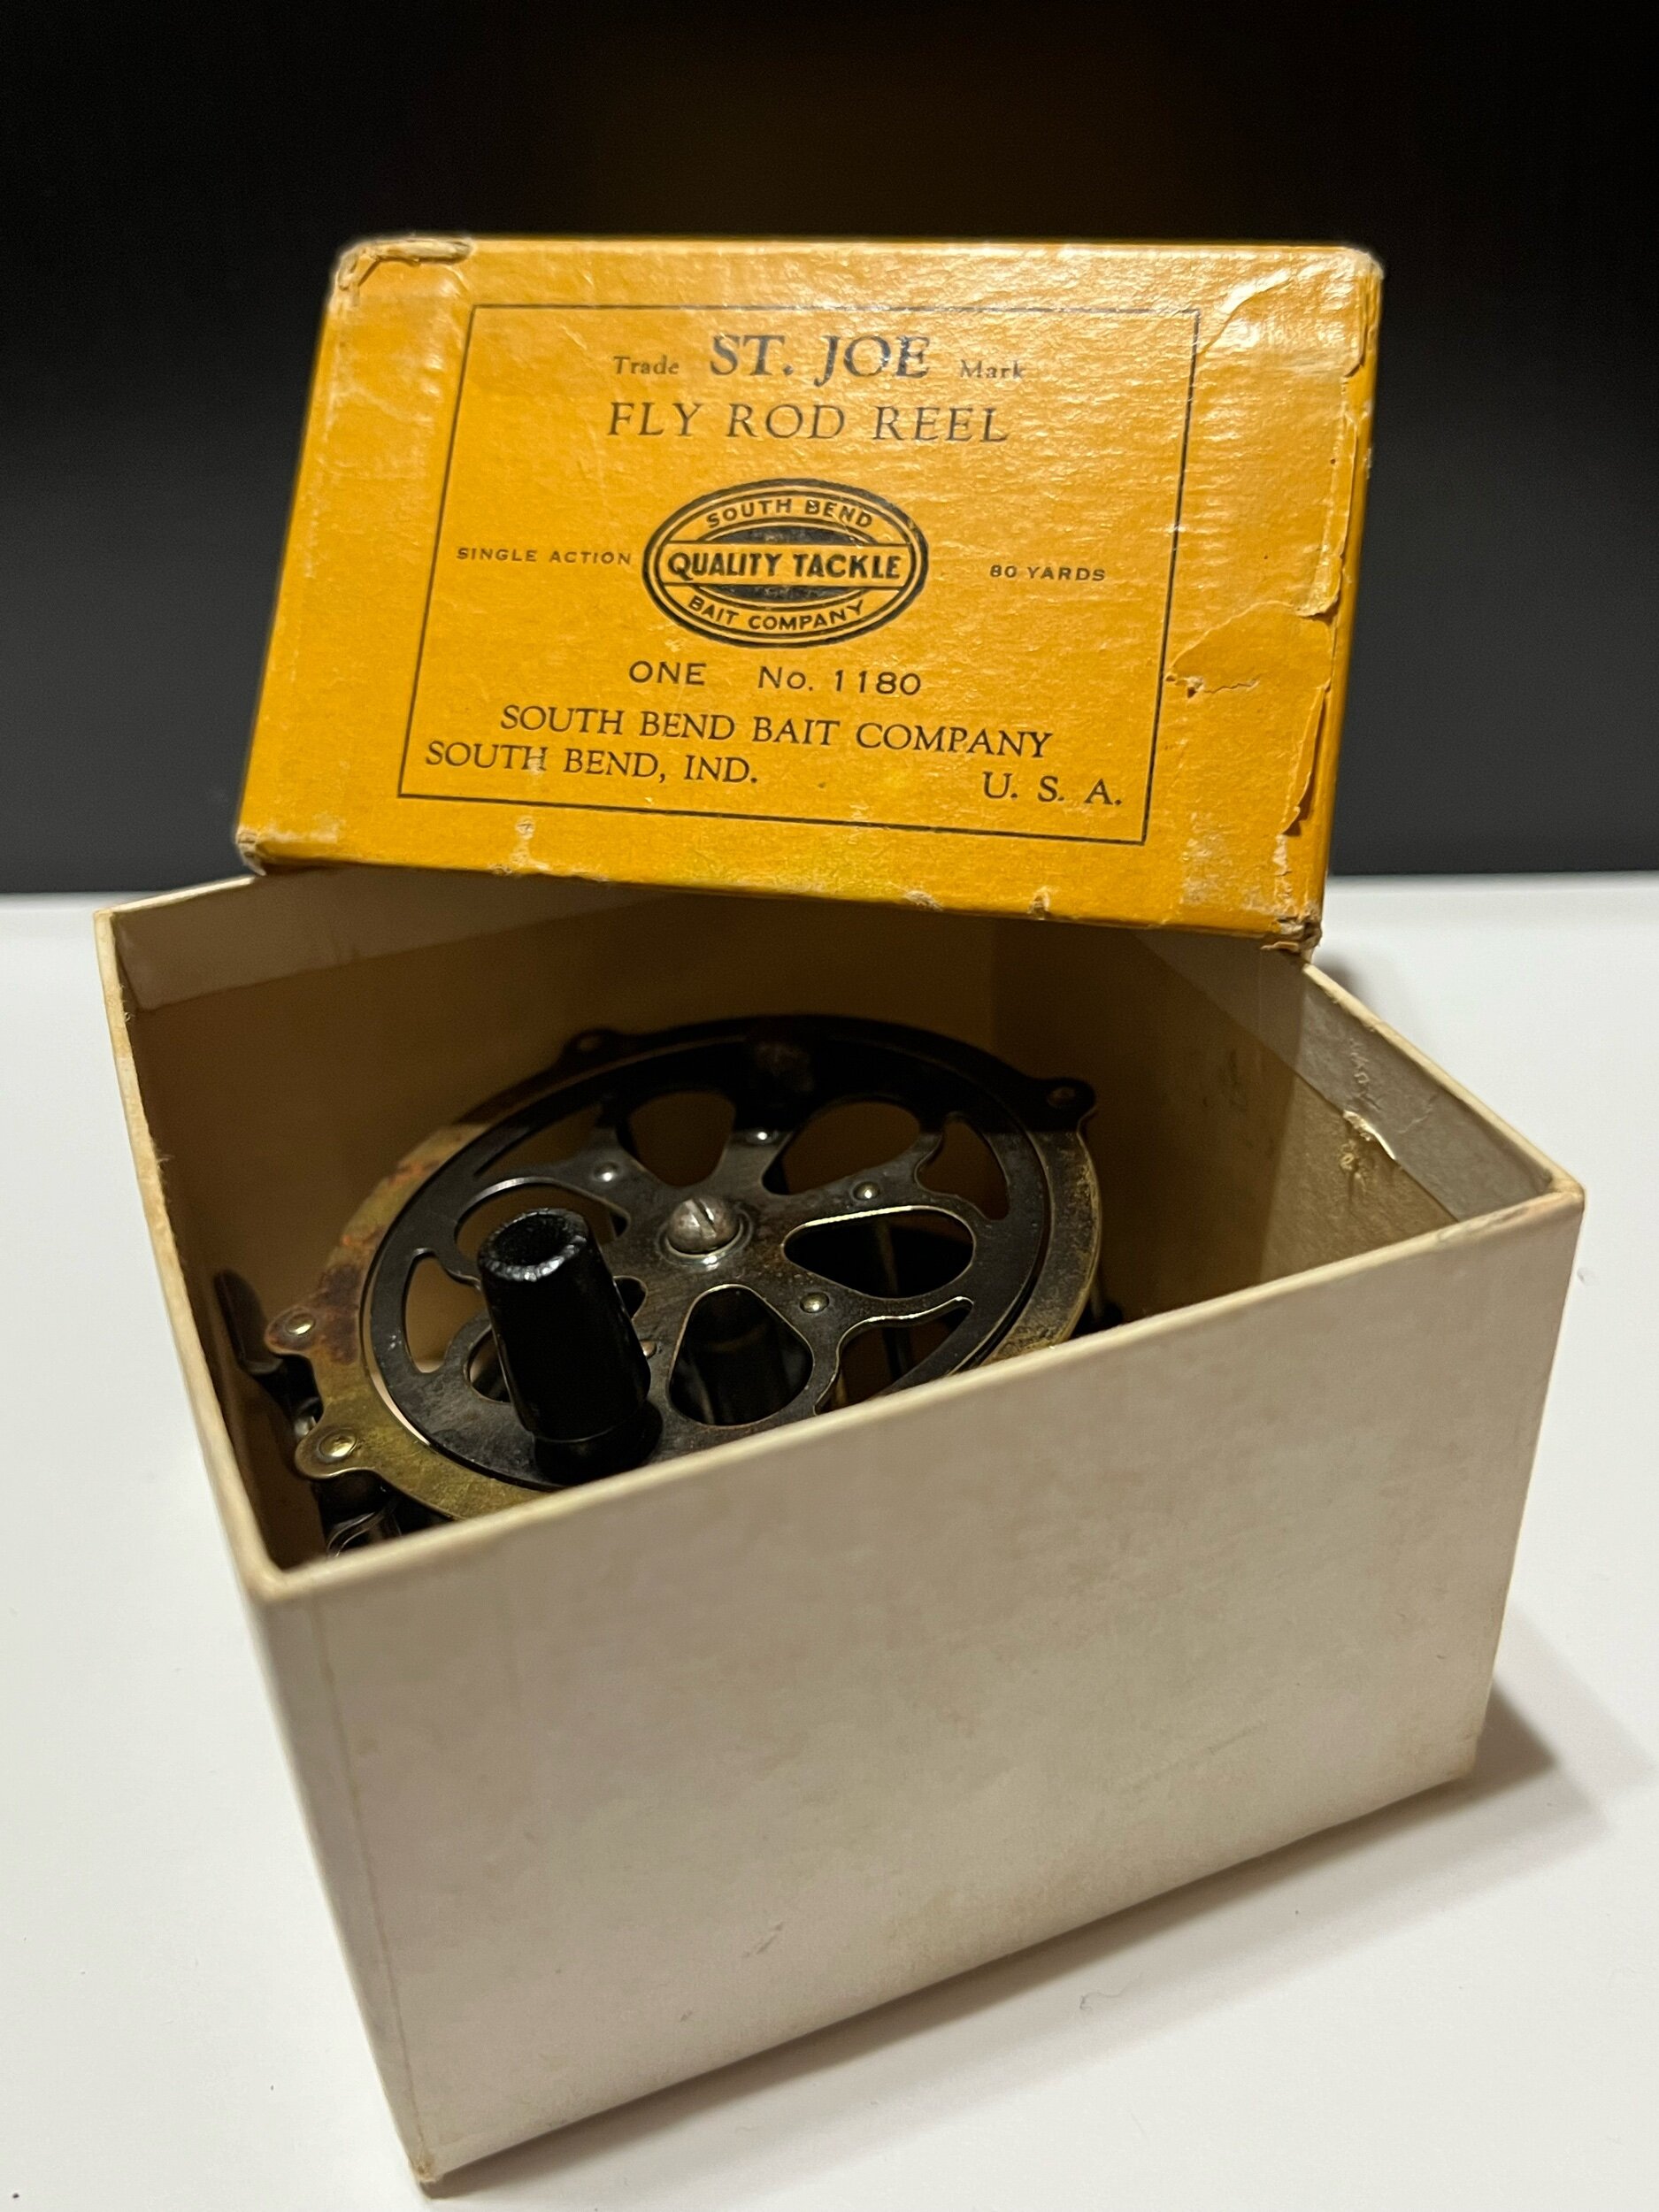 Trade ST. JOE Mark
FLY ROD REEL
SINGLE ACTION
SOUTH BEND
QUALITY TACKLE
BAIT COMPANY
80 YARDS
ONE No. 1180
SOUTH BEND BAIT COMPANY
SOUTH BEND, IND. U. S. A.